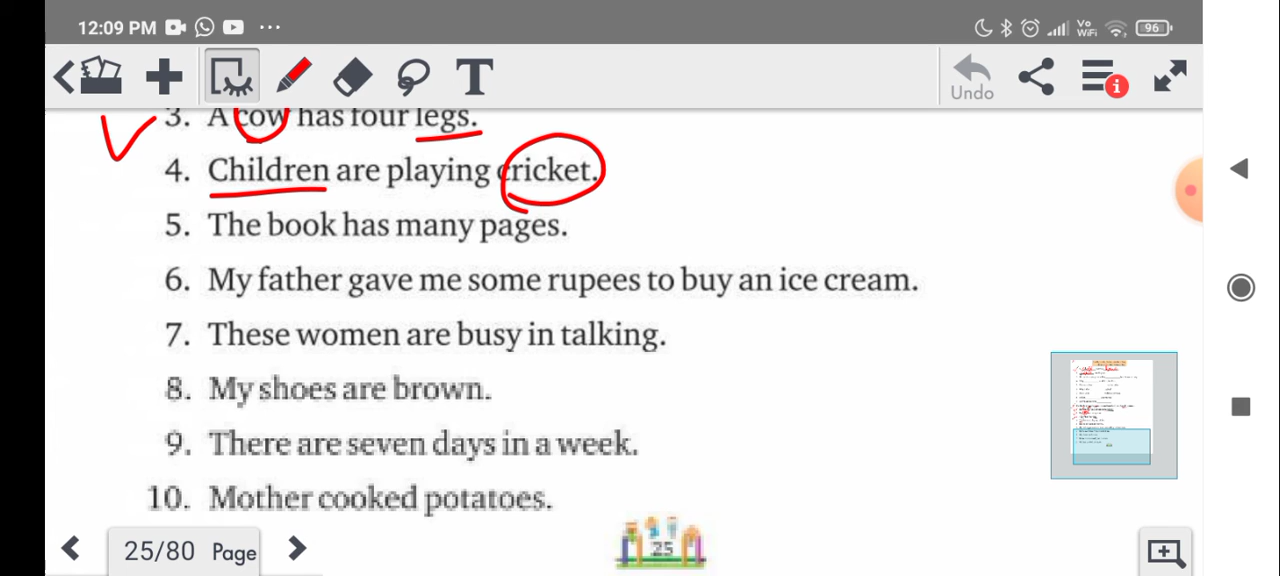 12:09 PM ... Vo WiFi 96
T Undo i
3. A cow has four legs.
4. Children are playing cricket.
5. The book has many pages.
6. My father gave me some rupees to buy an ice cream.
7. These women are busy in talking.
8. My shoes are brown.
9. There are seven days in a week.
10. Mother cooked potatoes.
25/80 Page 25